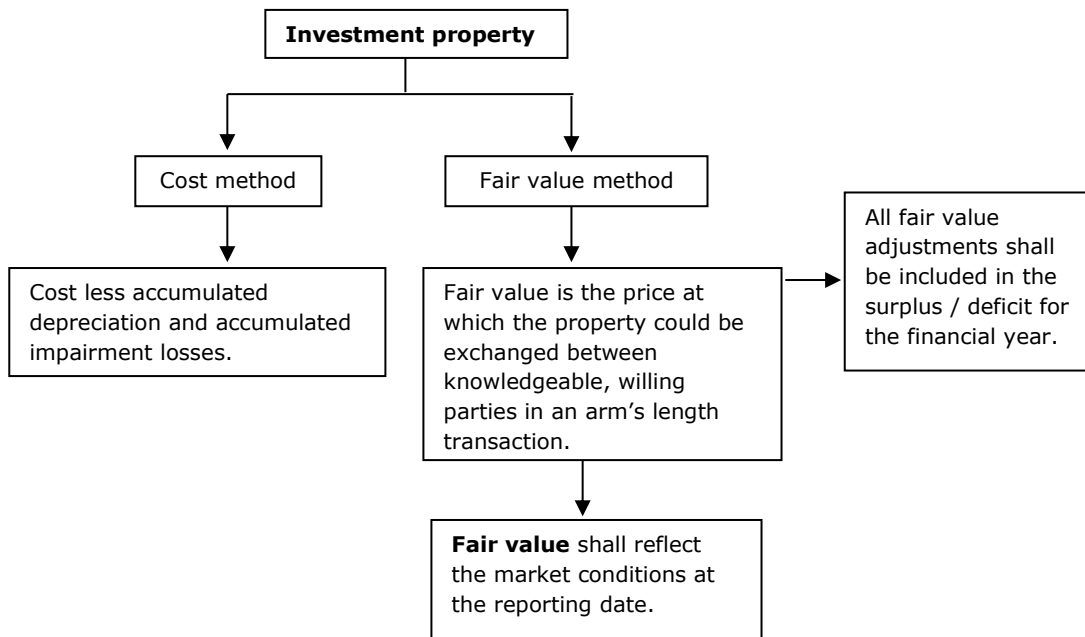 Investment property
Cost method
Fair value method
Cost less accumulated
depreciation and accumulated
impairment losses.
Fair value is the price at
which the property could be
exchanged between
knowledgeable, willing
parties in an arm’s length
transaction.
All fair value
adjustments shall
be included in the
surplus / deficit for
the financial year.
Fair value shall reflect
the market conditions at
the reporting date.